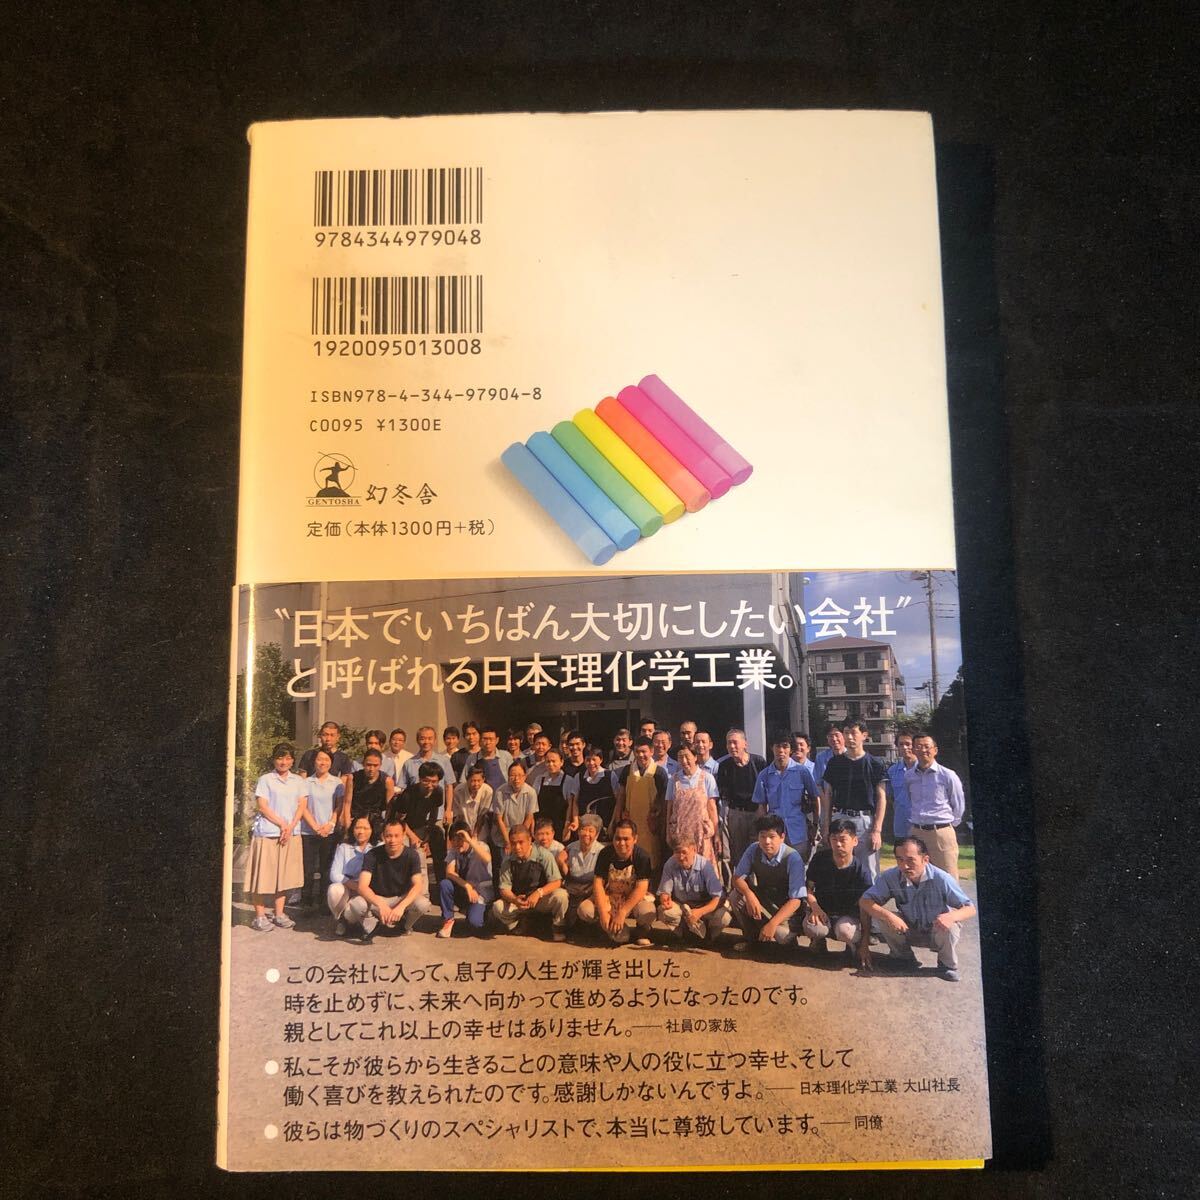 9784344979048
1920095013008
ISBN978-4-344-97904-8
C0095 ¥1300E
GENTOSHA 幻冬舎
定価(本体1300円+税)
“日本でいちばん大切にしたい会社”
と呼ばれる日本理化学工業。
● この会社に入って、息子の人生が輝き出した。
時を止めずに、未来へ向かって進めるようになったのです。
親としてこれ以上の幸せはありません。――社員の家族
● 私こそが彼らから生きることの意味や人の役に立つ幸せ、そして
働く喜びを教えられたのです。感謝しかないんですよ。――日本理化学工業 大山社長
● 彼らは物づくりのスペシャリストで、本当に尊敬しています。――同僚